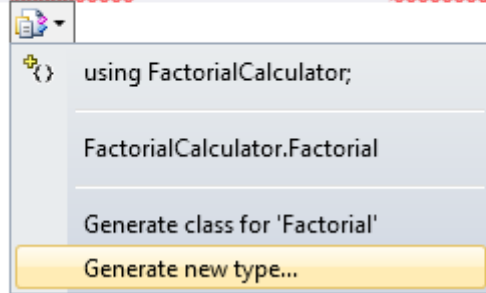 using FactorialCalculator;
FactorialCalculator.Factorial
Generate class for 'Factorial'
Generate new type...